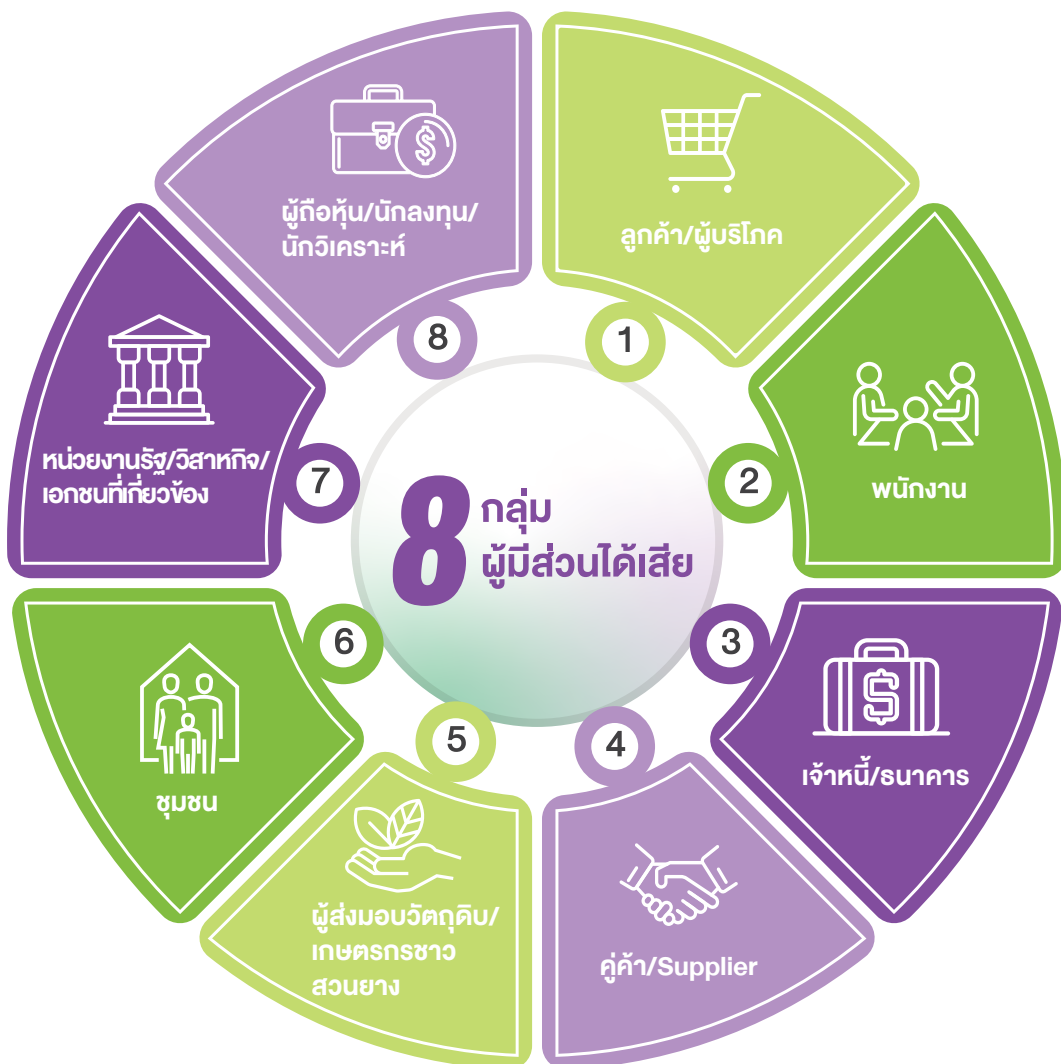 8 กลุ่ม
ผู้มีส่วนได้เสีย
1
ลูกค้า/ผู้บริโภค
2
พนักงาน
3
เจ้าหนี้/ธนาคาร
4
คู่ค้า/Supplier
5
ผู้ส่งมอบวัตถุดิบ/
เกษตรกรชาว
สวนยาง
6
ชุมชน
7
หน่วยงานรัฐ/วิสาหกิจ/
เอกชนที่เกี่ยวข้อง
8
ผู้ถือหุ้น/นักลงทุน/
นักวิเคราะห์